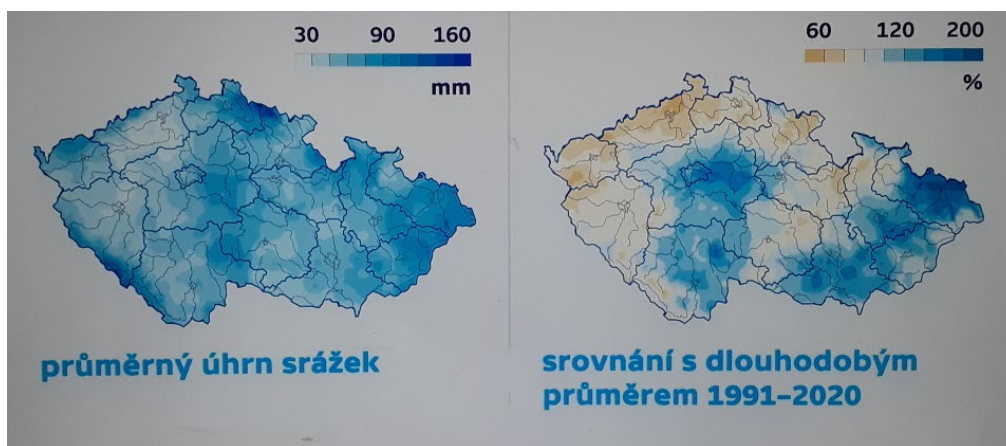 30 90 160
mm
průměrný úhrn srážek
60 120 200
%
srovnání s dlouhodobým
průměrem 1991–2020